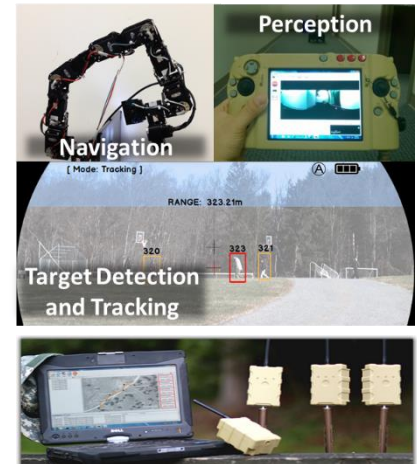 Perception
Navigation
[ Mode: Tracking ]
A
RANGE: 323.21m
320
323
321
Target Detection
and Tracking
DELL